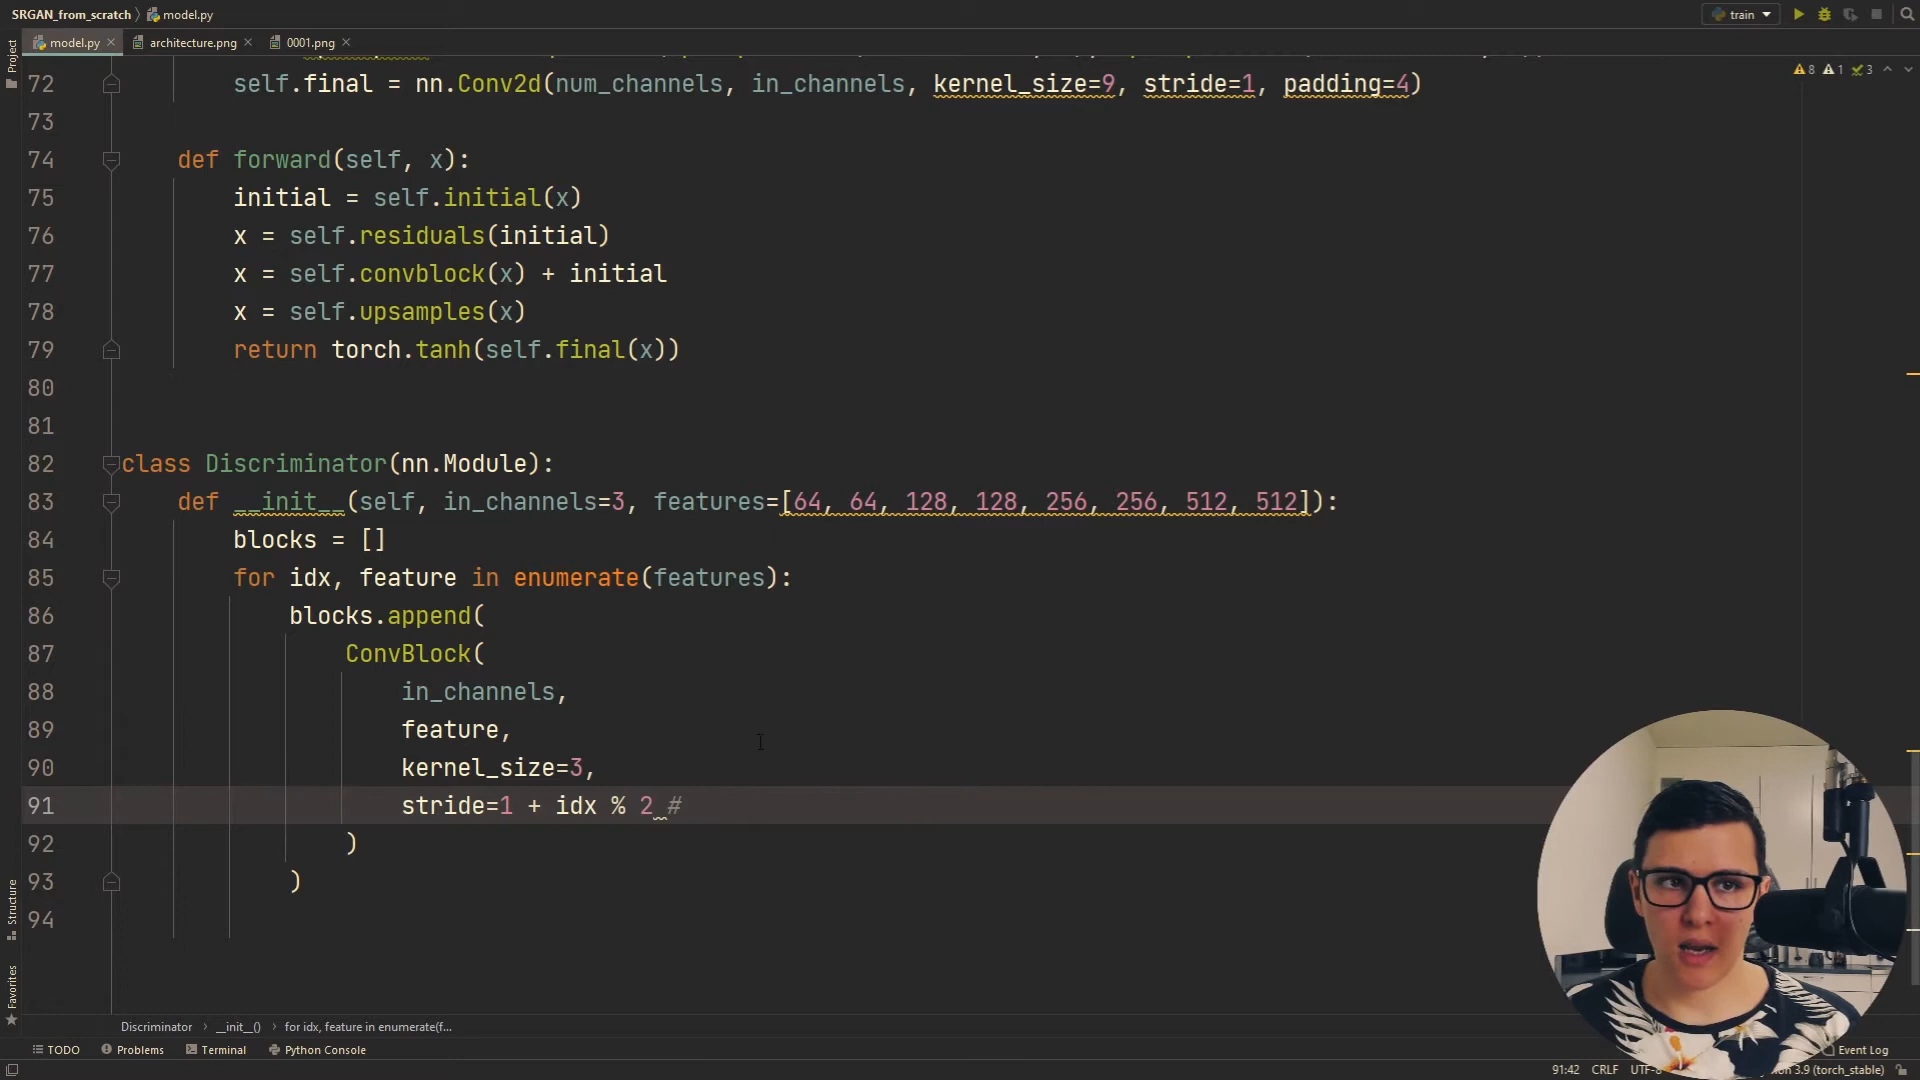 SRGAN_from_scratch › model.py
train
model.py × architecture.png × 0001.png ×
Project
8 1 3
72 self.final = nn.Conv2d(num_channels, in_channels, kernel_size=9, stride=1, padding=4)
73
74 def forward(self, x):
75 initial = self.initial(x)
76 x = self.residuals(initial)
77 x = self.convblock(x) + initial
78 x = self.upsamples(x)
79 return torch.tanh(self.final(x))
80
81
82 class Discriminator(nn.Module):
83 def __init__(self, in_channels=3, features=[64, 64, 128, 128, 256, 256, 512, 512]):
84 blocks = []
85 for idx, feature in enumerate(features):
86 blocks.append(
87 ConvBlock(
88 in_channels,
89 feature,
90 kernel_size=3,
91 stride=1 + idx % 2 #
92 )
93 )
94
Structure
Favorites
Discriminator › __init__() › for idx, feature in enumerate(f...
TODO Problems Terminal Python Console
Event Log
91:42 CRLF UTF-8 3.9 (torch_stable)